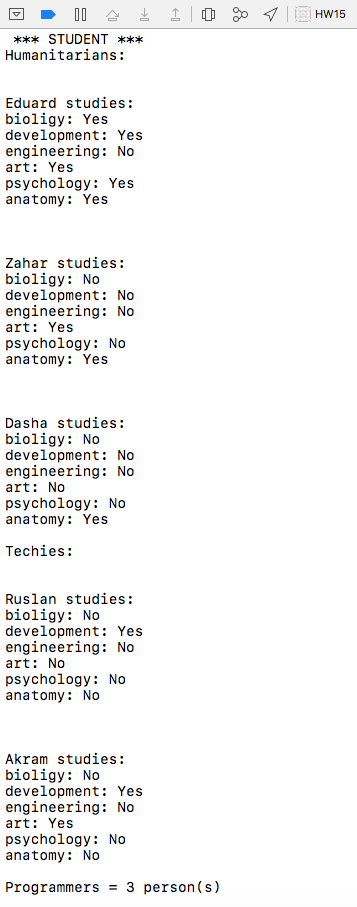 HW15
*** STUDENT ***
Humanitarians:
Eduard studies:
bioligy: Yes
development: Yes
engineering: No
art: Yes
psychology: Yes
anatomy: Yes
Zahar studies:
bioligy: No
development: No
engineering: No
art: Yes
psychology: No
anatomy: Yes
Dasha studies:
bioligy: No
development: No
engineering: No
art: No
psychology: No
anatomy: Yes
Techies:
Ruslan studies:
bioligy: No
development: Yes
engineering: No
art: No
psychology: No
anatomy: No
Akram studies:
bioligy: No
development: Yes
engineering: No
art: Yes
psychology: No
anatomy: No
Programmers = 3 person(s)